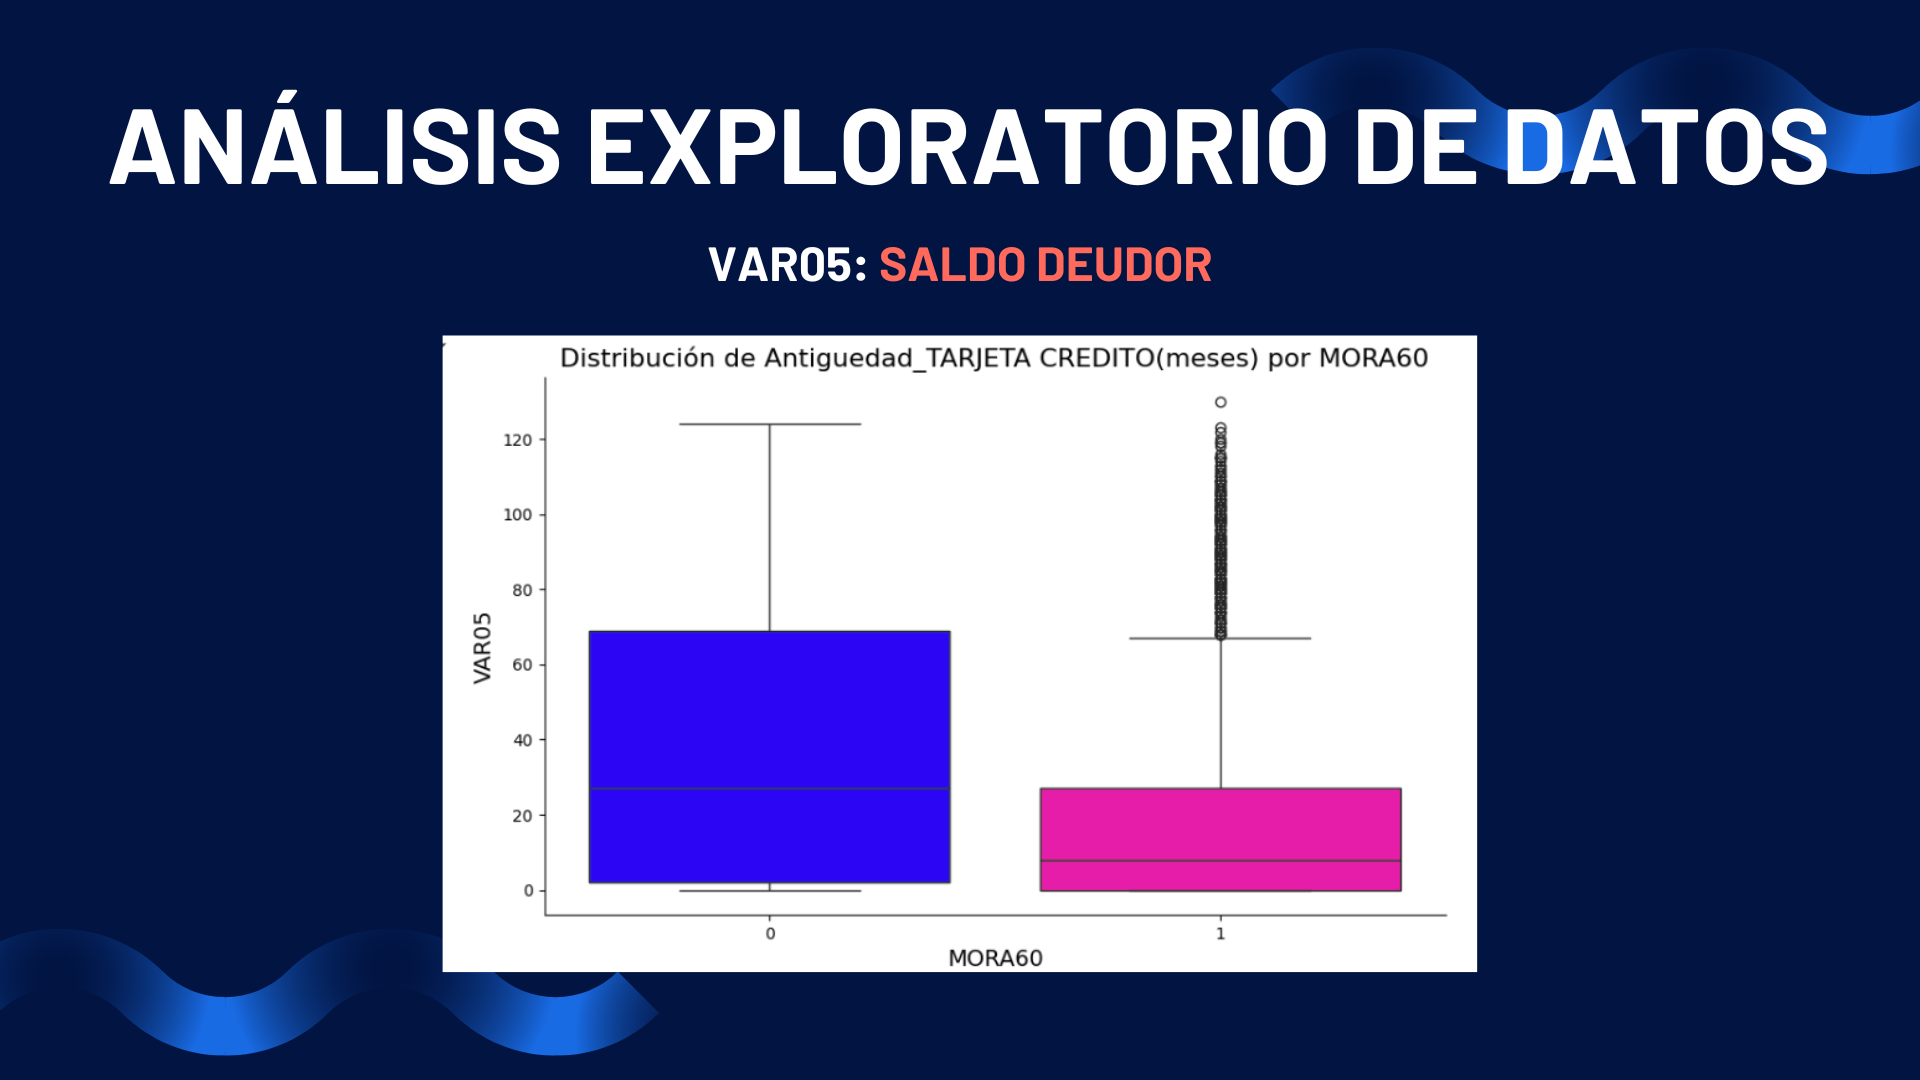 ANÁLISIS EXPLORATORIO DE DATOS
VAR05: SALDO DEUDOR
Distribución de Antiguedad_TARJETA CREDITO(meses) por MORA60
120
100
80
60
40
20
0
VAR05
0
1
MORA60